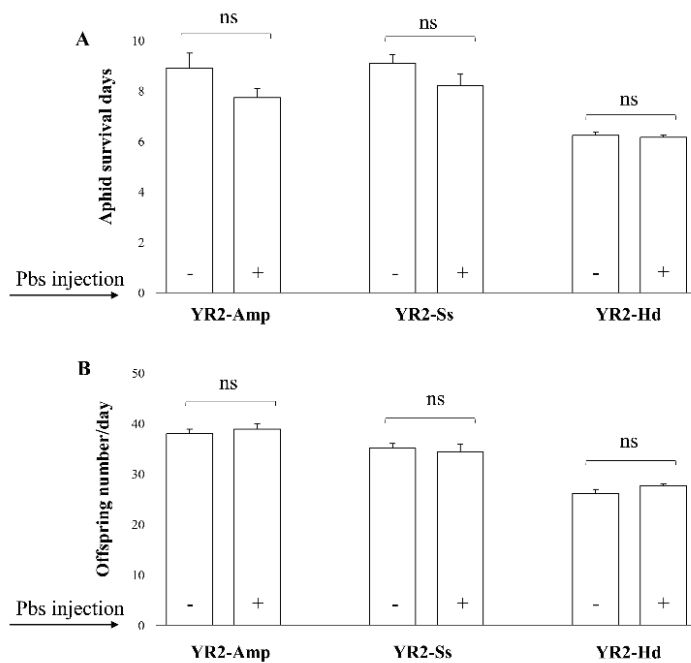 A
ns
ns
ns
Aphid survival days
10
8
6
4
2
0
Pbs injection
- + - + - +
YR2-Amp YR2-Ss YR2-Hd
B
ns
ns
ns
Offspring number/day
50
40
30
20
10
0
Pbs injection
- + - + - +
YR2-Amp YR2-Ss YR2-Hd